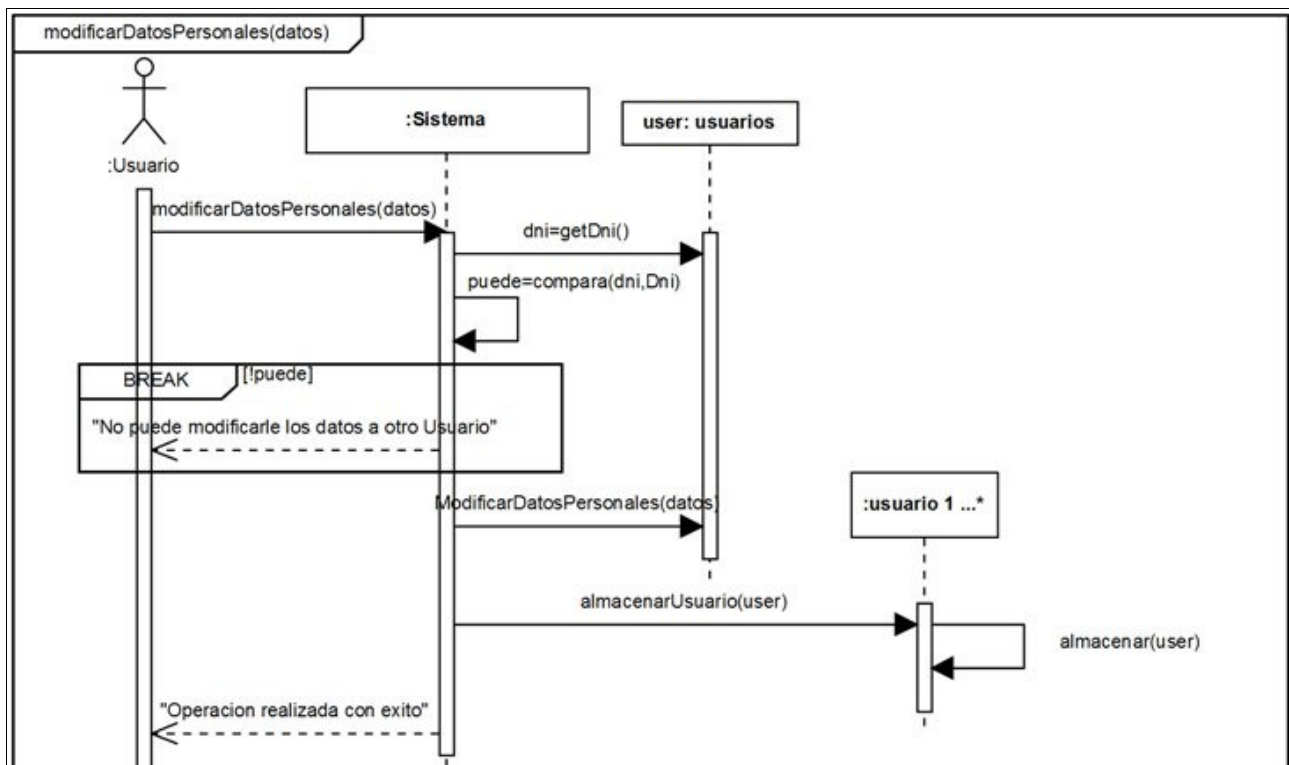 modificarDatosPersonales(datos)
:Sistema
user: usuarios
:Usuario
modificarDatosPersonales(datos)
dni=getDni()
puede=compara(dni,Dni)
BREAK
[!puede]
"No puede modificarle los datos a otro Usuario"
ModificarDatosPersonales(datos)
:usuario 1 ...*
almacenarUsuario(user)
almacenar(user)
"Operacion realizada con exito"